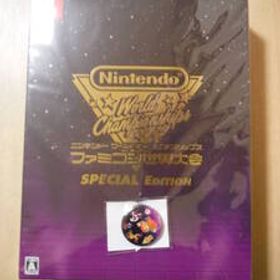 Nintendo
World
Championships
ニンテンドー ワールド チャンピオンシップス
ファミコン世界大会
SPECIAL EDITION
A